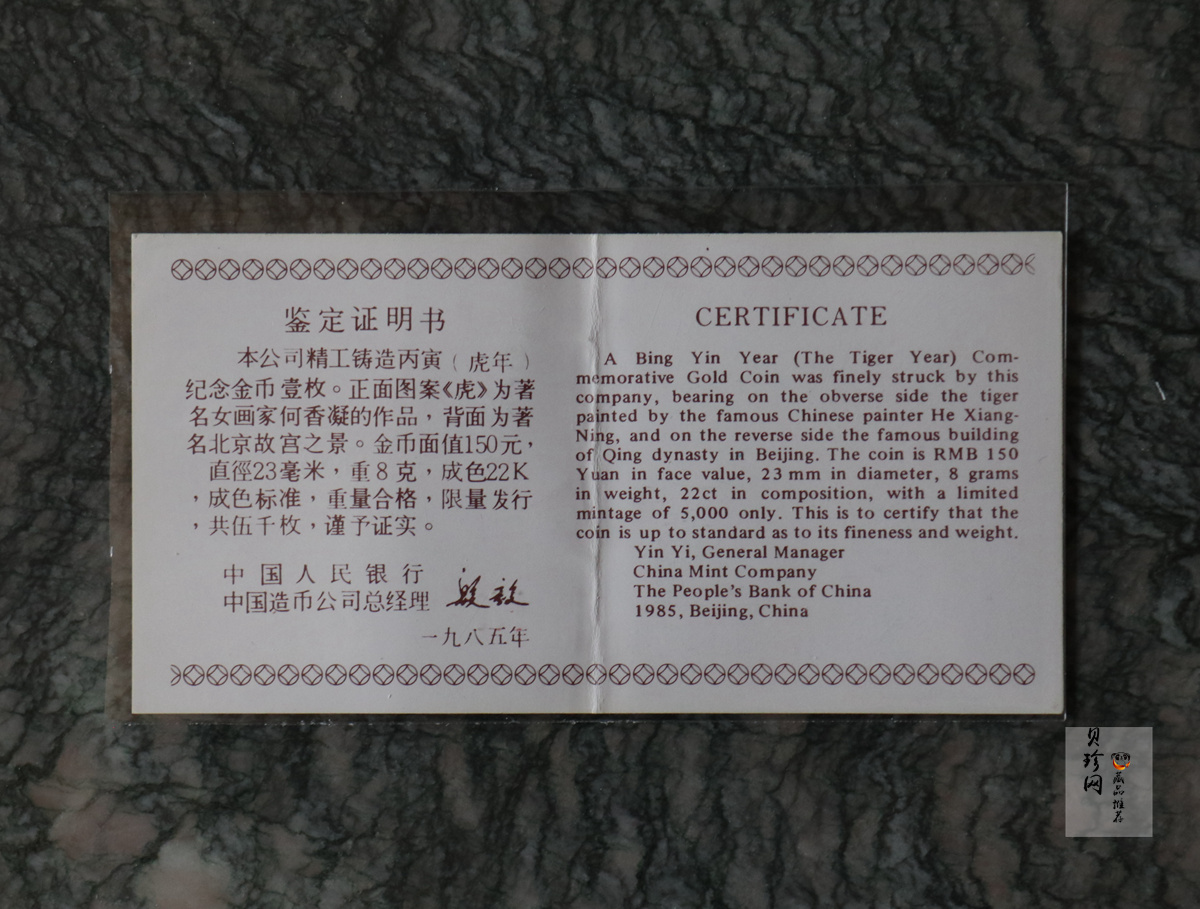 鉴定证明书
本公司精工铸造丙寅（虎年）
纪念金币壹枚。正面图案《虎》为著
名女画家何香凝的作品，背面为著
名北京故宫之景。金币面值150元，
直徑23毫米，重8克，成色22K
，成色标准，重量合格，限量发行
，共伍千枚，谨予证实。
中国人民银行
中国造币公司总经理 殷毅
一九八五年
CERTIFICATE
A Bing Yin Year (The Tiger Year) Com-
memorative Gold Coin was finely struck by this
company, bearing on the obverse side the tiger
painted by the famous Chinese painter He Xiang-
Ning, and on the reverse side the famous building
of Qing dynasty in Beijing. The coin is RMB 150
Yuan in face value, 23 mm in diameter, 8 grams
in weight, 22ct in composition, with a limited
mintage of 5,000 only. This is to certify that the
coin is up to standard as to its fineness and weight.
Yin Yi, General Manager
China Mint Company
The People's Bank of China
1985, Beijing, China
贝珍网
藏品推荐